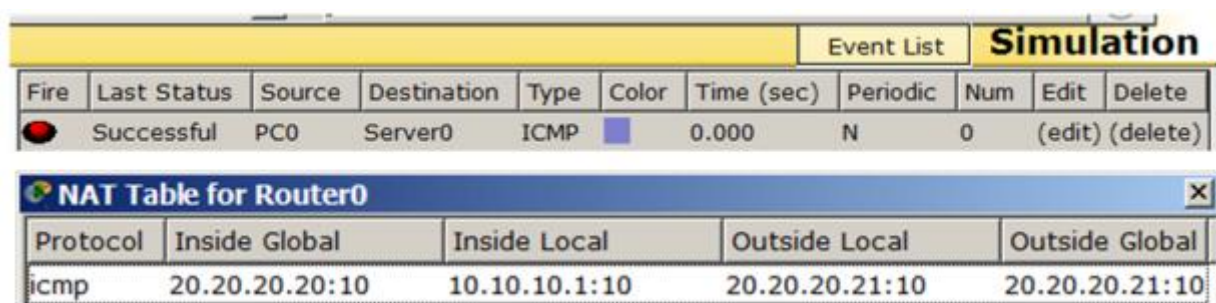 Event List Simulation
Fire Last Status Source Destination Type Color Time (sec) Periodic Num Edit Delete
Successful PC0 Server0 ICMP 0.000 N 0 (edit) (delete)
NAT Table for Router0
Protocol Inside Global Inside Local Outside Local Outside Global
icmp 20.20.20.20:10 10.10.10.1:10 20.20.20.21:10 20.20.20.21:10